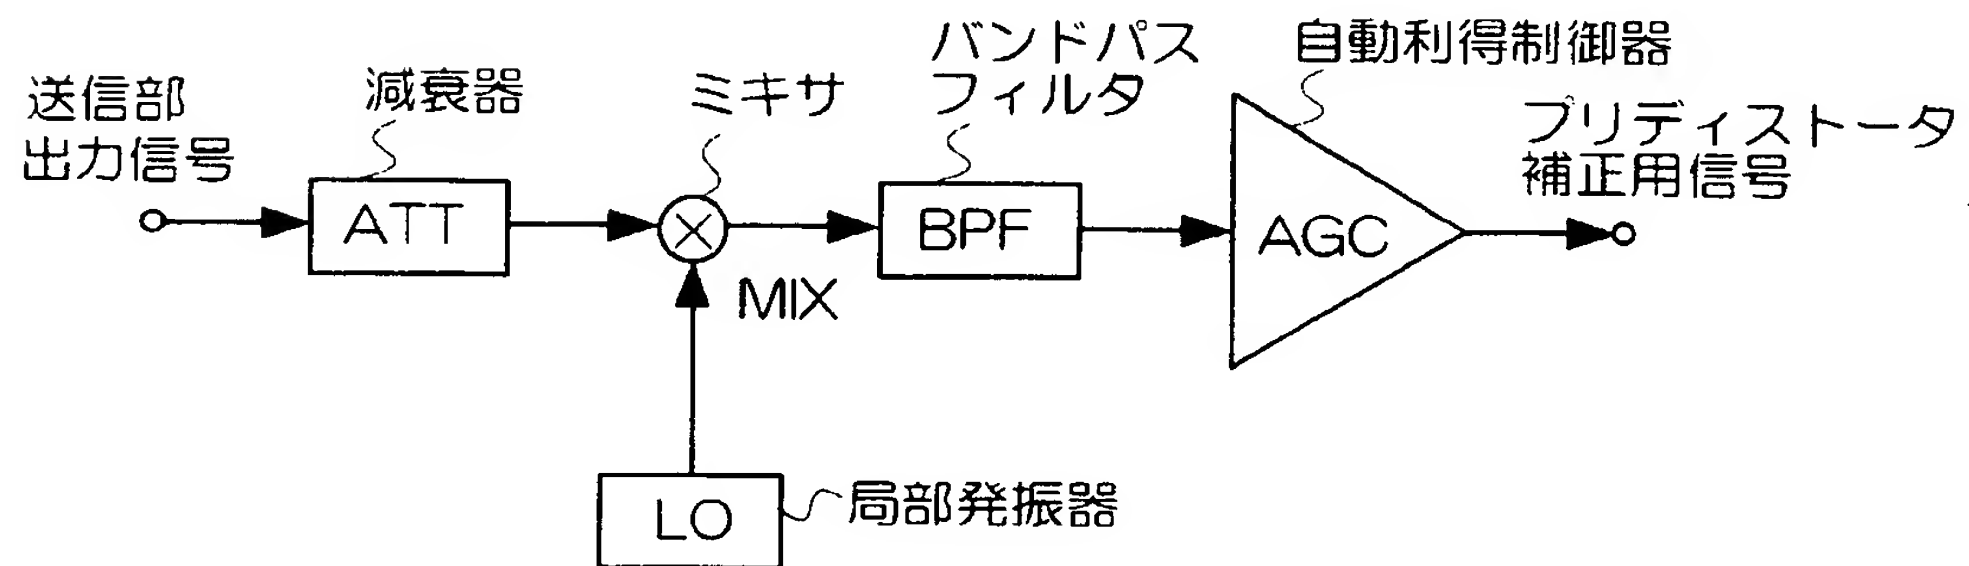 送信部
出力信号
減衰器
ATT
ミキサ
MIX
バンドパス
フィルタ
BPF
自動利得制御器
AGC
プリディストータ
補正用信号
LO
局部発振器